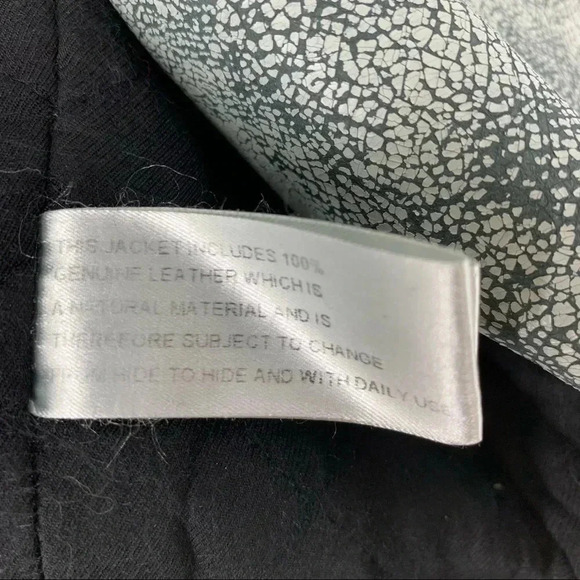 THIS JACKET INCLUDES 100%
GENUINE LEATHER WHICH IS
A NATURAL MATERIAL AND IS
THEREFORE SUBJECT TO CHANGE
FROM HIDE TO HIDE AND WITH DAILY USE